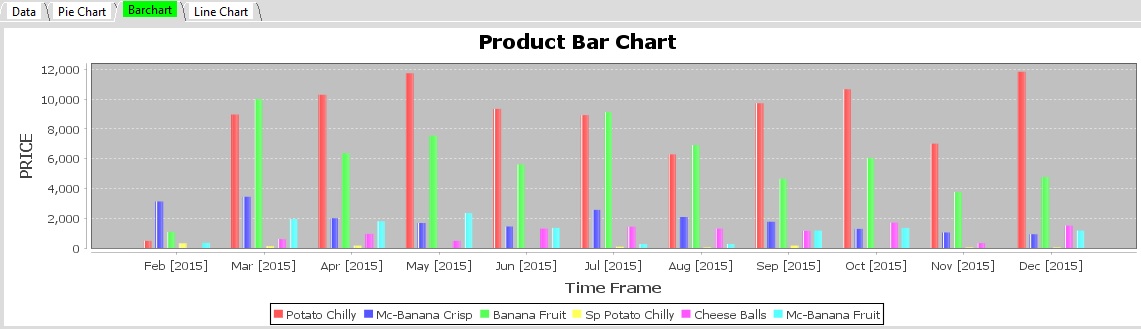 Data Pie Chart Barchart Line Chart
Product Bar Chart
12,000
10,000
8,000
6,000
4,000
2,000
0
PRICE
Feb [2015] Mar [2015] Apr [2015] May [2015] Jun [2015] Jul [2015] Aug [2015] Sep [2015] Oct [2015] Nov [2015] Dec [2015]
Time Frame
Potato Chilly Mc-Banana Crisp Banana Fruit Sp Potato Chilly Cheese Balls Mc-Banana Fruit